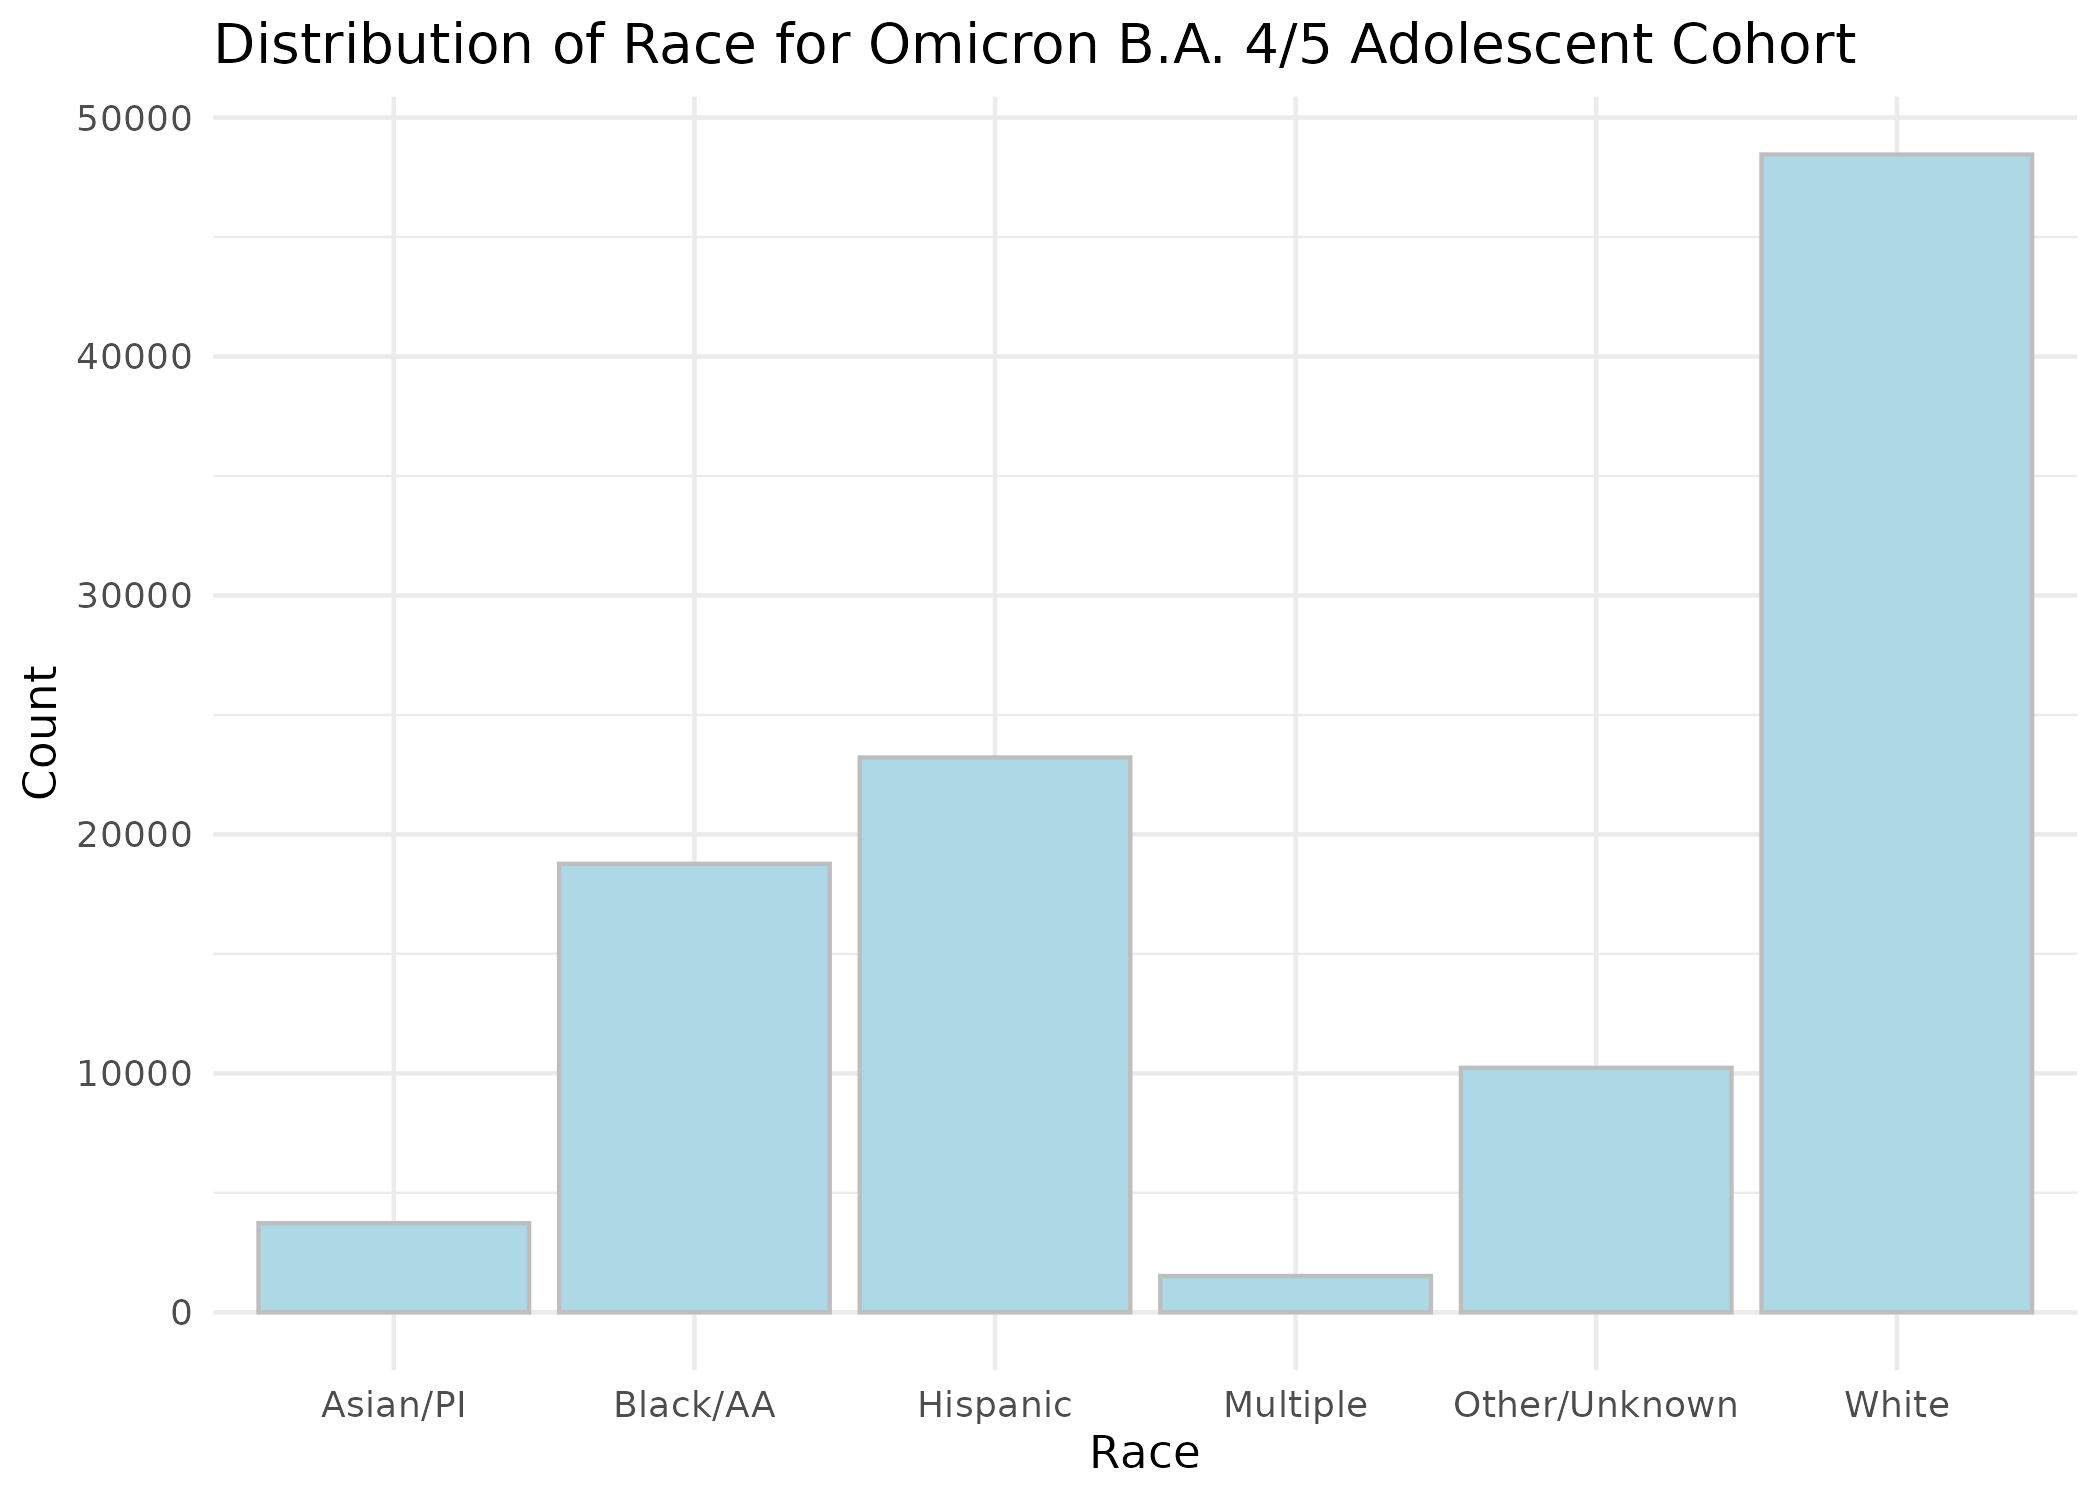 Distribution of Race for Omicron B.A. 4/5 Adolescent Cohort
50000
40000
30000
20000
10000
0
Count
Asian/PI Black/AA Hispanic Multiple Other/Unknown White
Race